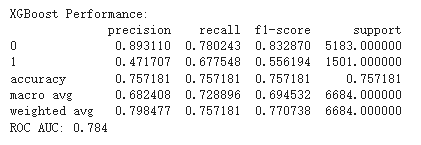 XGBoost Performance:
precision recall f1-score support
0 0.893110 0.780243 0.832870 5183.000000
1 0.471707 0.677548 0.556194 1501.000000
accuracy 0.757181 0.757181 0.757181 0.757181
macro avg 0.682408 0.728896 0.694532 6684.000000
weighted avg 0.798477 0.757181 0.770738 6684.000000
ROC AUC: 0.784